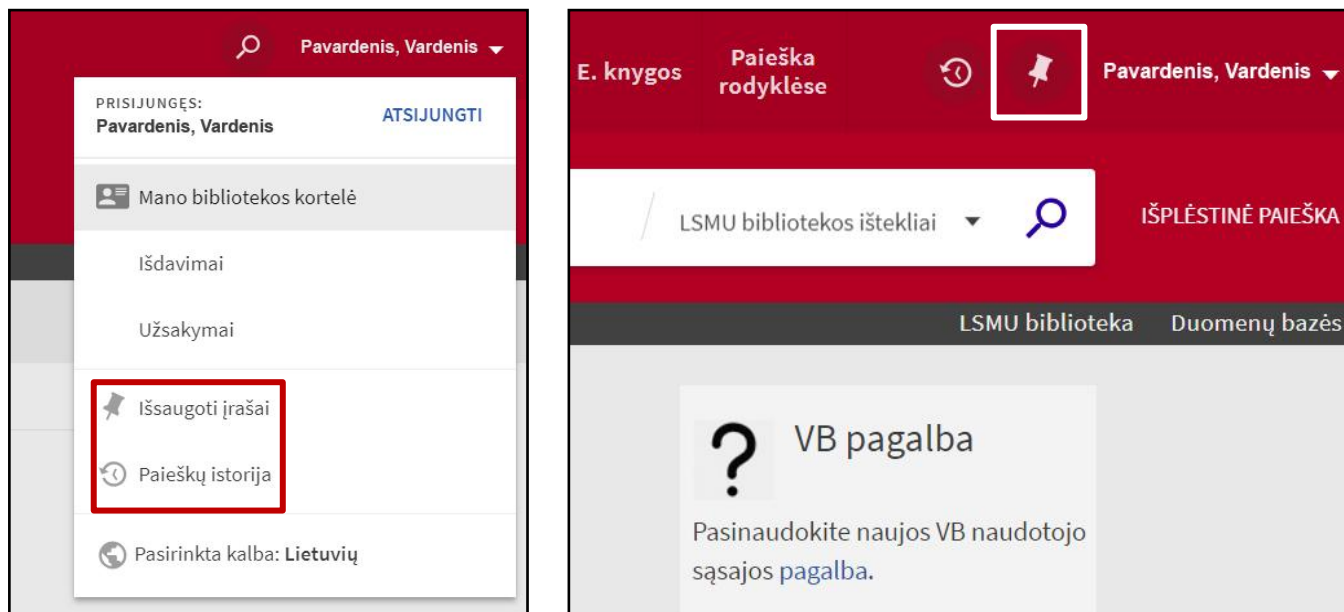 Pavardenis, Vardenis
PRISIJUNGĘS:
Pavardenis, Vardenis
ATSIJUNGTI
Mano bibliotekos kortelė
Išdavimai
Užsakymai
Išsaugoti įrašai
Paieškų istorija
Pasirinkta kalba: Lietuvių
E. knygos
Paieška
rodyklėse
Pavardenis, Vardenis
LSMU bibliotekos ištekliai
IŠPLĖSTINĖ PAIEŠKA
LSMU biblioteka
Duomenų bazės
? VB pagalba
Pasinaudokite naujos VB naudotojo
sąsajos pagalba.